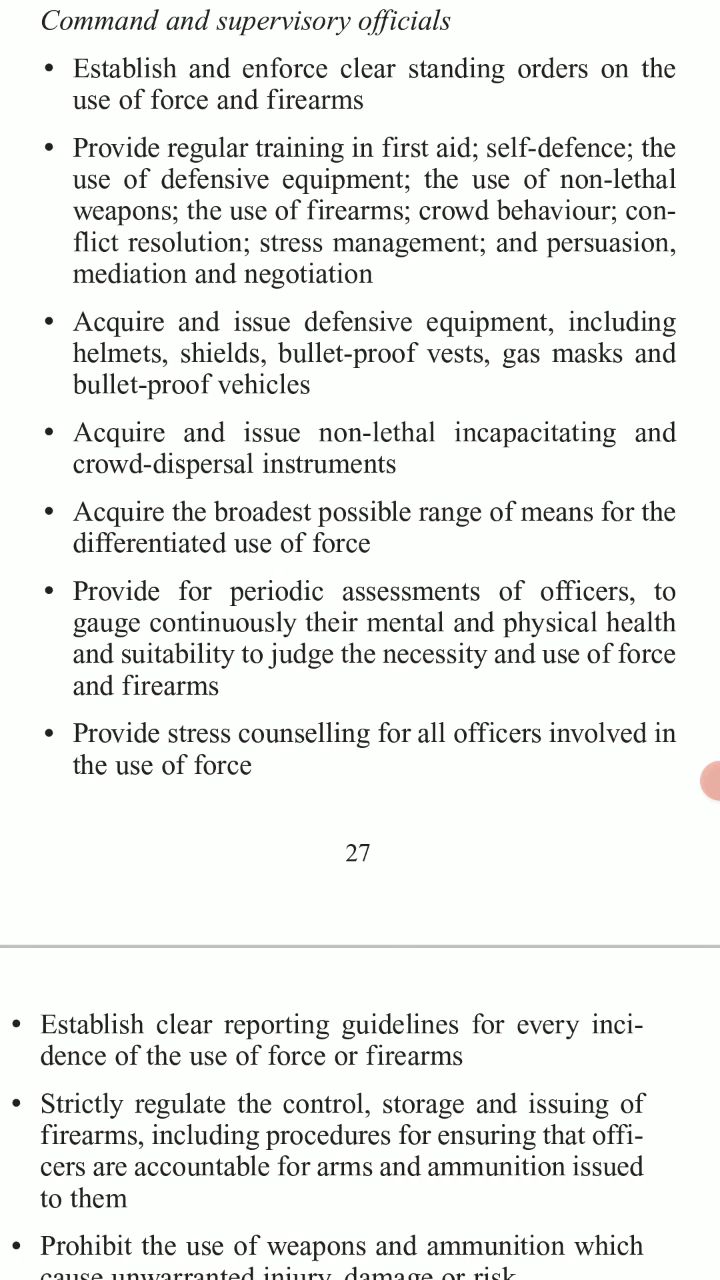 Command and supervisory officials
• Establish and enforce clear standing orders on the
use of force and firearms
• Provide regular training in first aid; self-defence; the
use of defensive equipment; the use of non-lethal
weapons; the use of firearms; crowd behaviour; con-
flict resolution; stress management; and persuasion,
mediation and negotiation
• Acquire and issue defensive equipment, including
helmets, shields, bullet-proof vests, gas masks and
bullet-proof vehicles
• Acquire and issue non-lethal incapacitating and
crowd-dispersal instruments
• Acquire the broadest possible range of means for the
differentiated use of force
• Provide for periodic assessments of officers, to
gauge continuously their mental and physical health
and suitability to judge the necessity and use of force
and firearms
• Provide stress counselling for all officers involved in
the use of force
27
• Establish clear reporting guidelines for every inci-
dence of the use of force or firearms
• Strictly regulate the control, storage and issuing of
firearms, including procedures for ensuring that offi-
cers are accountable for arms and ammunition issued
to them
• Prohibit the use of weapons and ammunition which
cause unwarranted injury, damage or risk